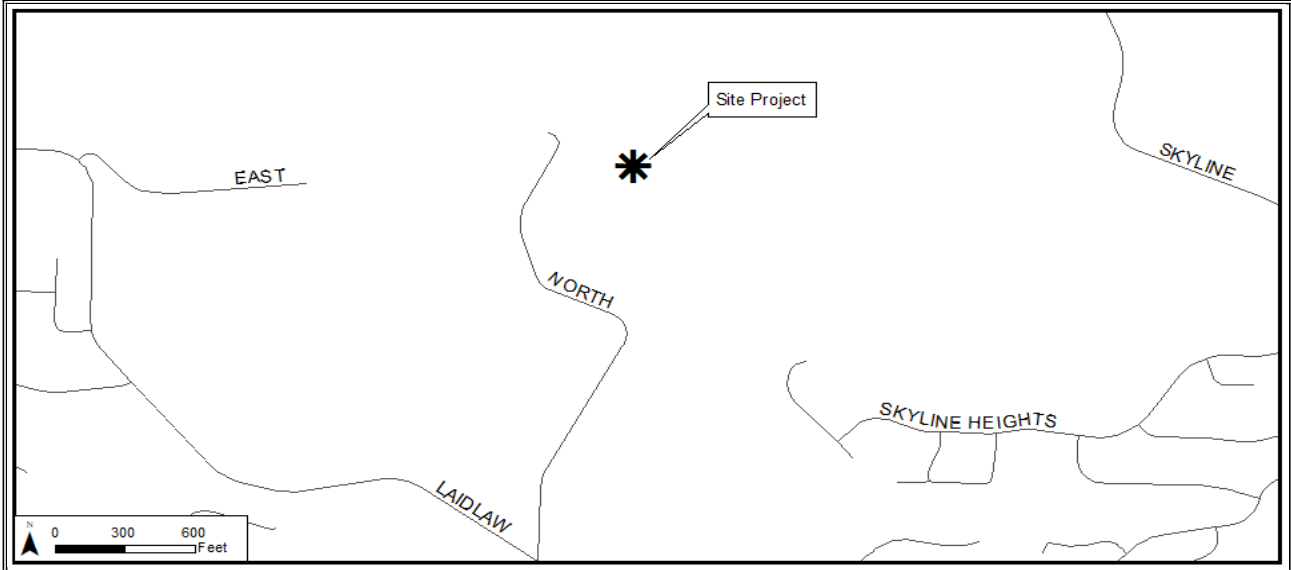 Site Project
SKYLINE
EAST
NORTH
SKYLINE HEIGHTS
LAIDLAW
N
0 300 600
Feet